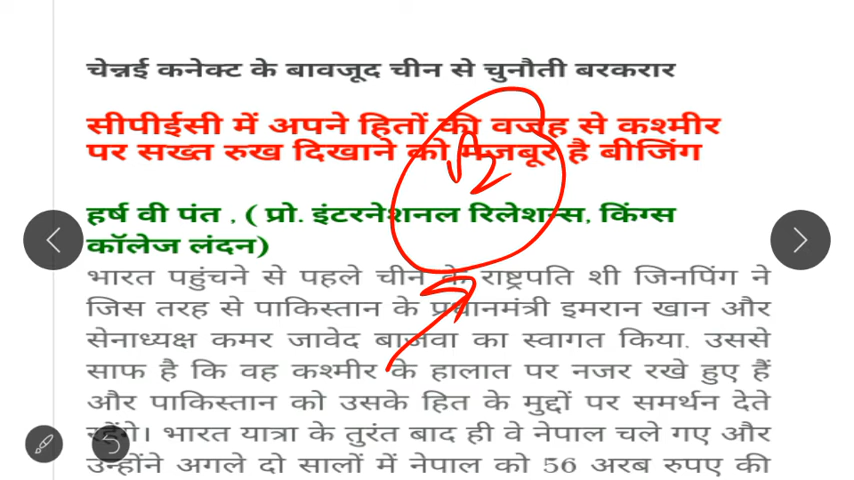 चेन्नई कनेक्ट के बावजूद चीन से चुनौती बरकरार
सीपीईसी में अपने हितों की वजह से कश्मीर
पर सख्त रुख दिखाने को मजबूर है बीजिंग
हर्ष वी पंत , ( प्रो. इंटरनेशनल रिलेशन्स, किंग्स
कॉलेज लंदन)
भारत पहुंचने से पहले चीन के राष्ट्रपति शी जिनपिंग ने
जिस तरह से पाकिस्तान के प्रधानमंत्री इमरान खान और
सेनाध्यक्ष कमर जावेद बाजवा का स्वागत किया. उससे
साफ है कि वह कश्मीर के हालात पर नजर रखे हुए हैं
और पाकिस्तान को उसके हित के मुद्दों पर समर्थन देते
रहेंगे। भारत यात्रा के तुरंत बाद ही वे नेपाल चले गए और
उन्होंने अगले दो सालों में नेपाल को 56 अरब रुपए की